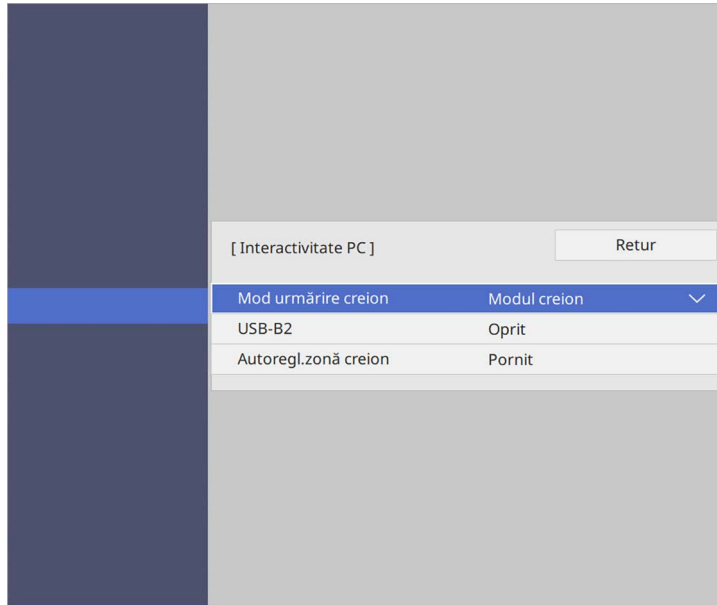 [ Interactivitate PC ] Retur
Mod urmărire creion Modul creion
USB-B2 Oprit
Autoregl.zonă creion Pornit